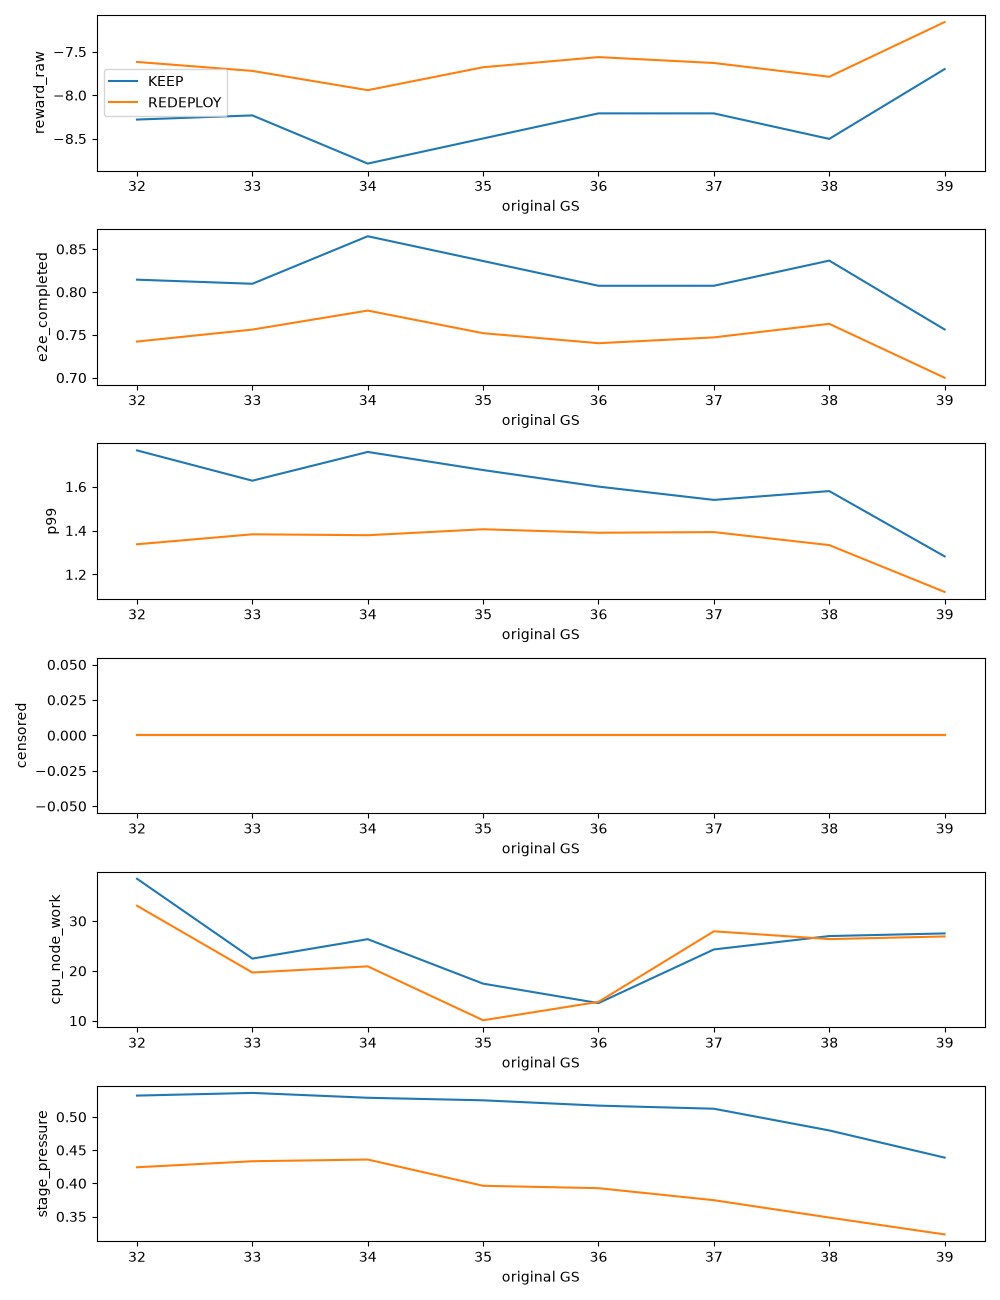 reward_raw
−7.5
−8.0
−8.5
KEEP
REDEPLOY
32 33 34 35 36 37 38 39
original GS
e2e_completed
0.85
0.80
0.75
0.70
32 33 34 35 36 37 38 39
original GS
p99
1.6
1.4
1.2
32 33 34 35 36 37 38 39
original GS
censored
0.050
0.025
0.000
−0.025
−0.050
32 33 34 35 36 37 38 39
original GS
cpu_node_work
30
20
10
32 33 34 35 36 37 38 39
original GS
stage_pressure
0.50
0.45
0.40
0.35
32 33 34 35 36 37 38 39
original GS